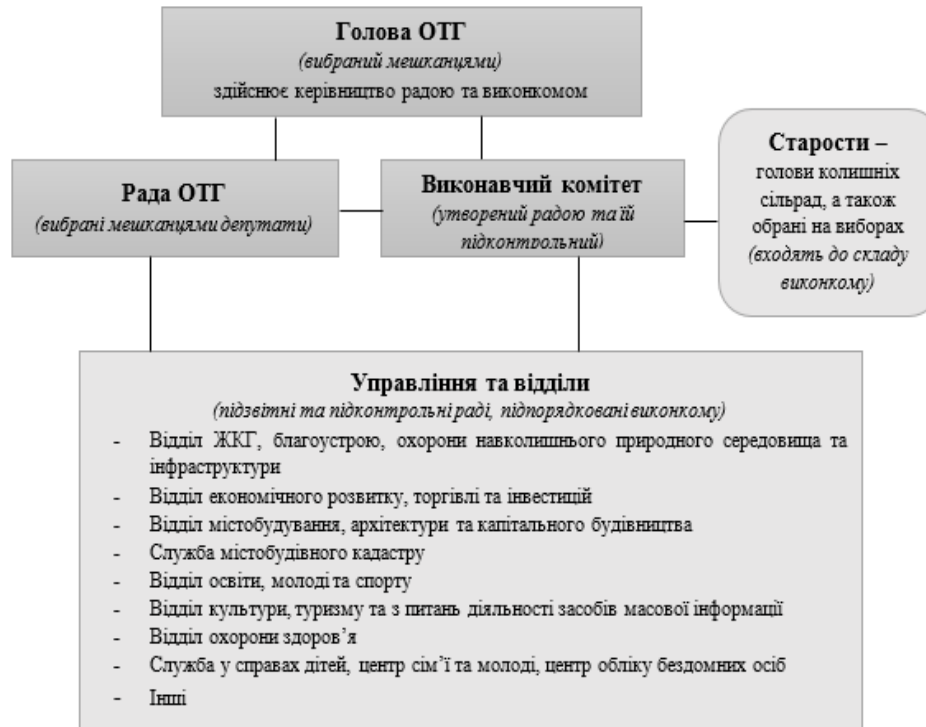 Голова ОТГ
(вибраний мешканцями)
здійснює керівництво радою та виконкомом
Рада ОТГ
(вибрані мешканцями депутати)
Виконавчий комітет
(утворений радою та їй
підконтрольний)
Старости –
голови колишніх
сільрад, а також
обрані на виборах
(входять до складу
виконкому)
Управління та відділи
(підзвітні та підконтрольні раді, підпорядковані виконкому)
- Відділ ЖКГ, благоустрою, охорони навколишнього природного середовища та
інфраструктури
- Відділ економічного розвитку, торгівлі та інвестицій
- Відділ містобудування, архітектури та капітального будівництва
- Служба містобудівного кадастру
- Відділ освіти, молоді та спорту
- Відділ культури, туризму та з питань діяльності засобів масової інформації
- Відділ охорони здоров’я
- Служба у справах дітей, центр сім’ї та молоді, центр обліку бездомних осіб
- Інші